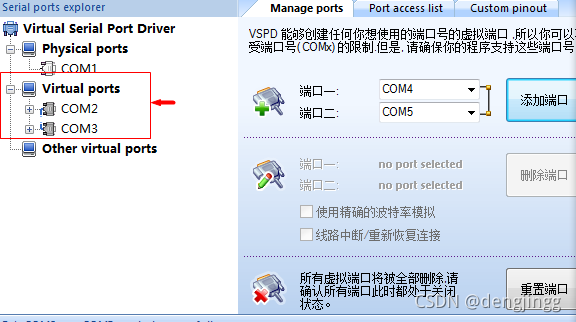 Serial ports explorer
Virtual Serial Port Driver
Physical ports
COM1
Virtual ports
COM2
COM3
Other virtual ports
Manage ports
Port access list
Custom pinout
VSPD 能够创建任何你想使用的端口号的虚拟端口 ,所以你可以
受端口号(COMx)的限制.但是, 请确保你的程序支持这些端口号
端口一:
COM4
端口二:
COM5
添加端口
端口一:
no port selected
端口二:
no port selected
删除端口
使用精确的波特率模拟
线路中断/重新恢复连接
所有虚拟端口将被全部删除,请
确认所有端口此时都处于关闭
状态。
重置端口
CSDN @dengjingg